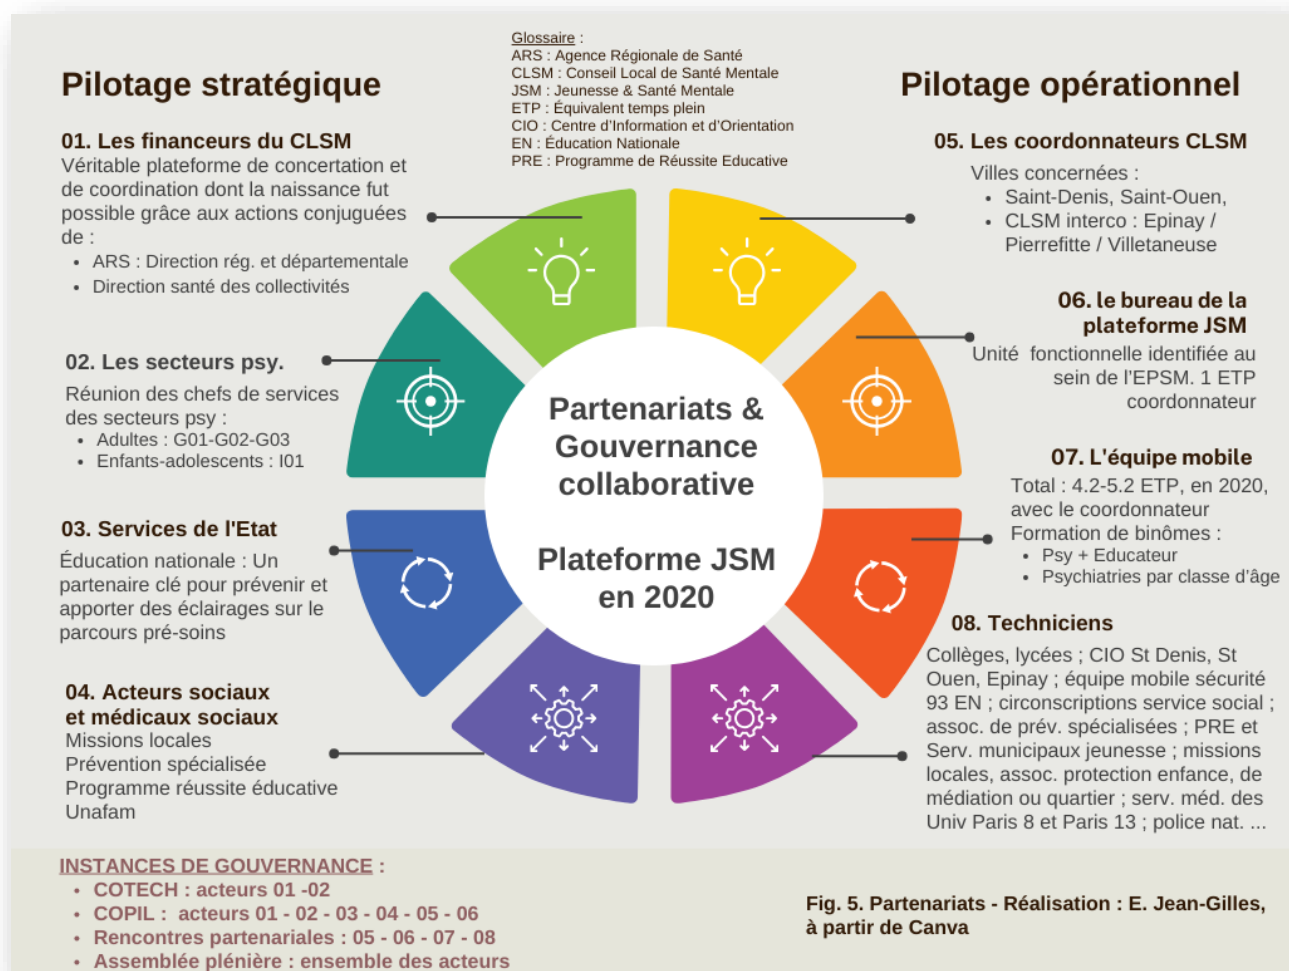 Glossaire :
ARS : Agence Régionale de Santé
CLSM : Conseil Local de Santé Mentale
JSM : Jeunesse & Santé Mentale
ETP : Équivalent temps plein
CIO : Centre d'Information et d'Orientation
EN : Éducation Nationale
PRE : Programme de Réussite Educative
Pilotage stratégique
01. Les financeurs du CLSM
Véritable plateforme de concertation et
de coordination dont la naissance fut
possible grâce aux actions conjuguées
de :
• ARS : Direction rég. et départementale
• Direction santé des collectivités
02. Les secteurs psy.
Réunion des chefs de services
des secteurs psy :
• Adultes : G01-G02-G03
• Enfants-adolescents : I01
03. Services de l'Etat
Éducation nationale : Un
partenaire clé pour prévenir et
apporter des éclairages sur le
parcours pré-soins
04. Acteurs sociaux
et médicaux sociaux
Missions locales
Prévention spécialisée
Programme réussite éducative
Unafam
Partenariats &
Gouvernance
collaborative
Plateforme JSM
en 2020
Pilotage opérationnel
05. Les coordonnateurs CLSM
Villes concernées :
• Saint-Denis, Saint-Ouen,
• CLSM interco : Epinay /
Pierrefitte / Villetaneuse
06. le bureau de la
plateforme JSM
Unité fonctionnelle identifiée au
sein de l'EPSM. 1 ETP
coordonnateur
07. L'équipe mobile
Total : 4.2-5.2 ETP, en 2020,
avec le coordonnateur
Formation de binômes :
• Psy + Educateur
• Psychiatries par classe d'âge
08. Techniciens
Collèges, lycées ; CIO St Denis, St
Ouen, Epinay ; équipe mobile sécurité
93 EN ; circonscriptions service social ;
assoc. de prév. spécialisées ; PRE et
Serv. municipaux jeunesse ; missions
locales, assoc. protection enfance, de
médiation ou quartier ; serv. méd. des
Univ Paris 8 et Paris 13 ; police nat. ...
INSTANCES DE GOUVERNANCE :
• COTECH : acteurs 01 -02
• COPIL : acteurs 01 - 02 - 03 - 04 - 05 - 06
• Rencontres partenariales : 05 - 06 - 07 - 08
• Assemblée plénière : ensemble des acteurs
Fig. 5. Partenariats - Réalisation : E. Jean-Gilles,
à partir de Canva